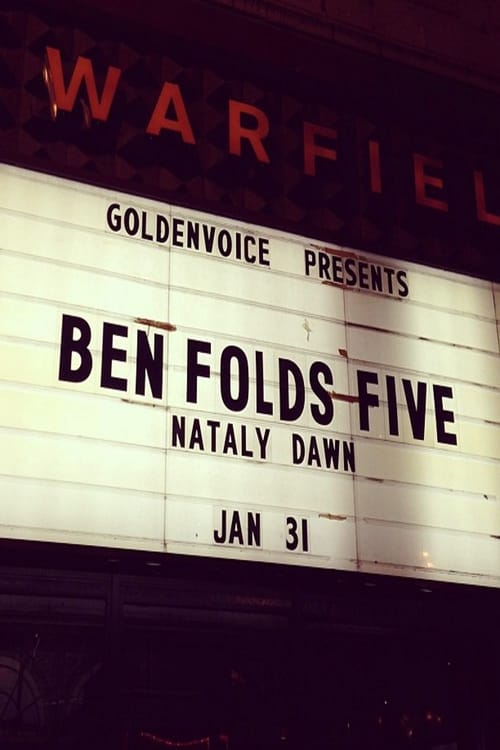 WARFIEL
GOLDENVOICE PRESENTS
BEN FOLDS FIVE
NATALY DAWN
JAN 31